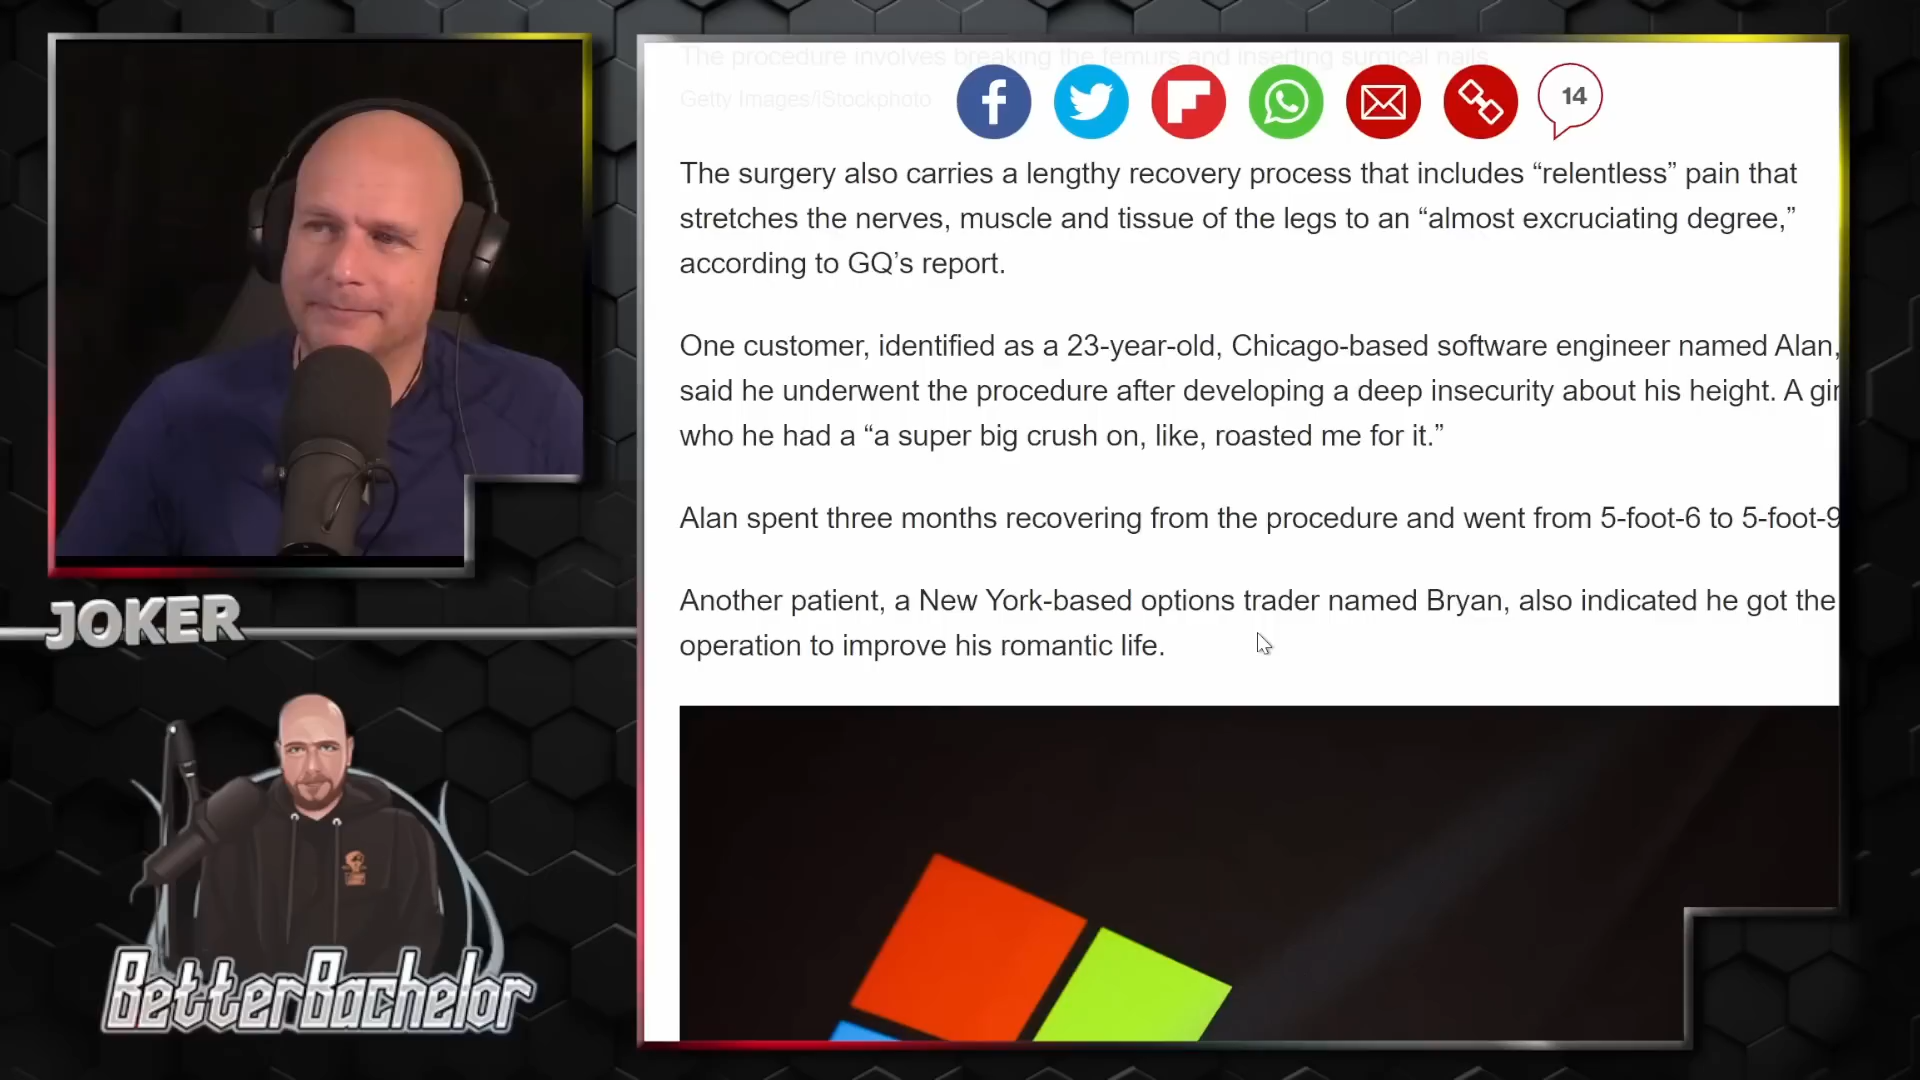 The procedure involves breaking the femurs and inserting surgical nails
Getty Images/iStockphoto
14
The surgery also carries a lengthy recovery process that includes “relentless” pain that
stretches the nerves, muscle and tissue of the legs to an “almost excruciating degree,”
according to GQ’s report.
One customer, identified as a 23-year-old, Chicago-based software engineer named Alan,
said he underwent the procedure after developing a deep insecurity about his height. A gir
who he had a “a super big crush on, like, roasted me for it.”
Alan spent three months recovering from the procedure and went from 5-foot-6 to 5-foot-9
Another patient, a New York-based options trader named Bryan, also indicated he got the
operation to improve his romantic life.
JOKER
BetterBachelor